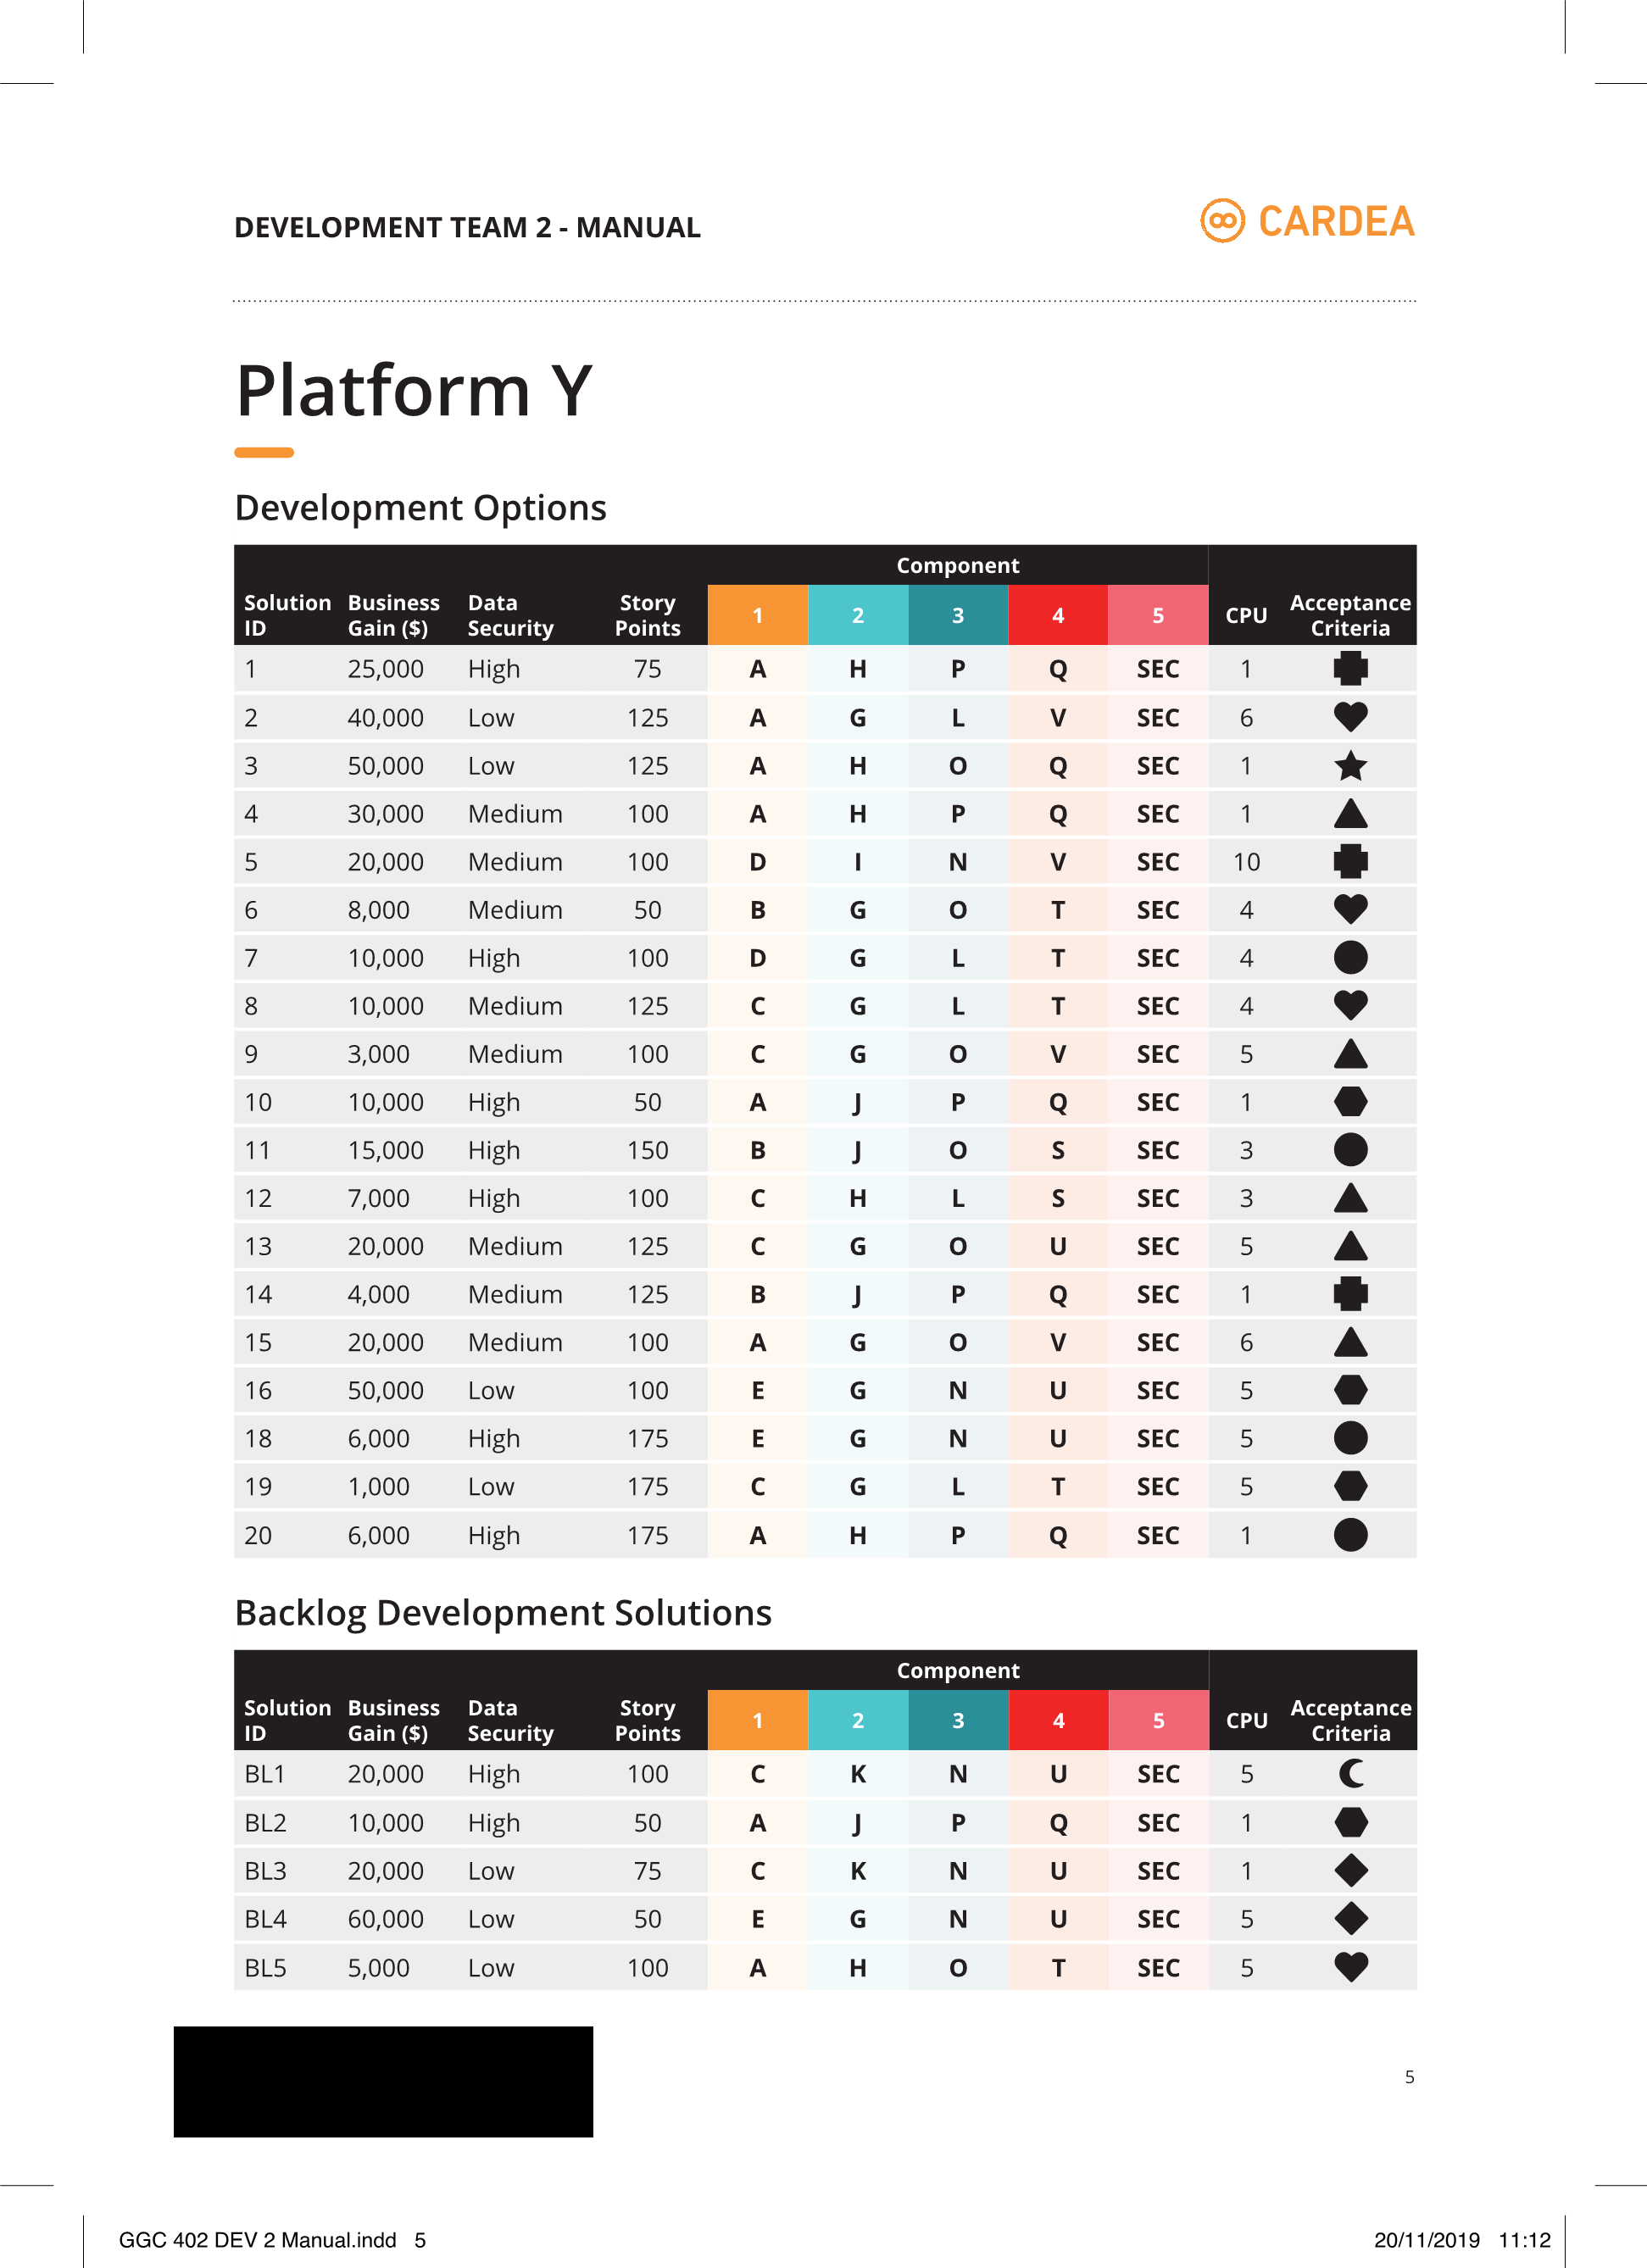 DEVELOPMENT TEAM 2 - MANUAL
CARDEA
Platform Y
Development Options
Component
Solution ID Business Gain ($) Data Security Story Points 1 2 3 4 5 CPU Acceptance Criteria
1 25,000 High 75 A H P Q SEC 1
2 40,000 Low 125 A G L V SEC 6
3 50,000 Low 125 A H O Q SEC 1
4 30,000 Medium 100 A H P Q SEC 1
5 20,000 Medium 100 D I N V SEC 10
6 8,000 Medium 50 B G O T SEC 4
7 10,000 High 100 D G L T SEC 4
8 10,000 Medium 125 C G L T SEC 4
9 3,000 Medium 100 C G O V SEC 5
10 10,000 High 50 A J P Q SEC 1
11 15,000 High 150 B J O S SEC 3
12 7,000 High 100 C H L S SEC 3
13 20,000 Medium 125 C G O U SEC 5
14 4,000 Medium 125 B J P Q SEC 1
15 20,000 Medium 100 A G O V SEC 6
16 50,000 Low 100 E G N U SEC 5
18 6,000 High 175 E G N U SEC 5
19 1,000 Low 175 C G L T SEC 5
20 6,000 High 175 A H P Q SEC 1
Backlog Development Solutions
Component
Solution ID Business Gain ($) Data Security Story Points 1 2 3 4 5 CPU Acceptance Criteria
BL1 20,000 High 100 C K N U SEC 5
BL2 10,000 High 50 A J P Q SEC 1
BL3 20,000 Low 75 C K N U SEC 1
BL4 60,000 Low 50 E G N U SEC 5
BL5 5,000 Low 100 A H O T SEC 5
5
GGC 402 DEV 2 Manual.indd 5
20/11/2019 11:12